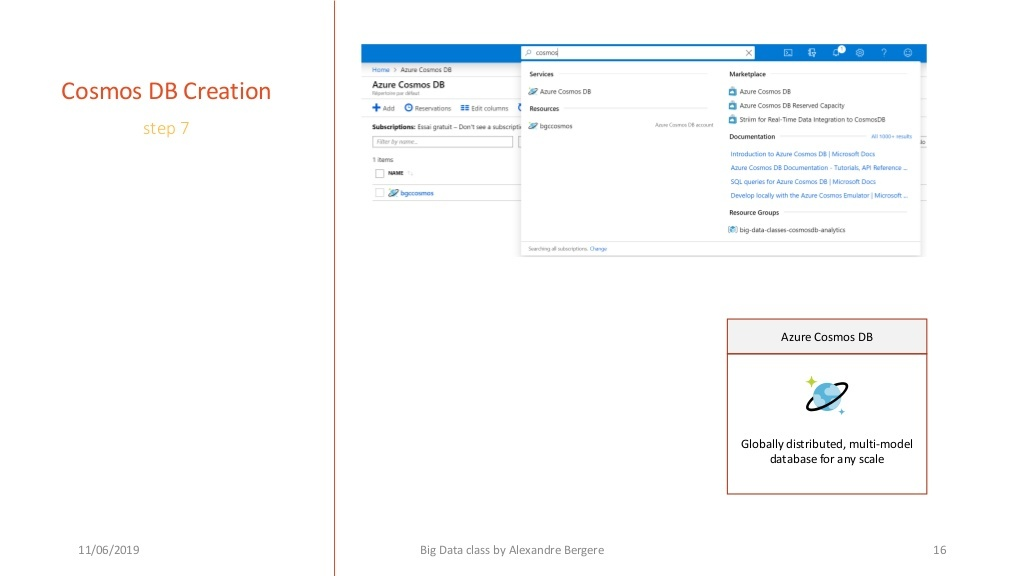 Cosmos DB Creation
step 7
cosmos
1
Home > Azure Cosmos DB
Azure Cosmos DB
Répertoire par défaut
Add Reservations Edit columns
Subscriptions: Essai gratuit – Don't see a subscriptio
Filter by name...
1 items
NAME
bgccosmos
Services
Azure Cosmos DB
Resources
bgccosmos Azure Cosmos DB account
Marketplace
Azure Cosmos DB
Azure Cosmos DB Reserved Capacity
Striim for Real-Time Data Integration to CosmosDB
Documentation All 1000+ results
Introduction to Azure Cosmos DB | Microsoft Docs
Azure Cosmos DB Documentation - Tutorials, API Reference ...
SQL queries for Azure Cosmos DB | Microsoft Docs
Develop locally with the Azure Cosmos Emulator | Microsoft ...
Resource Groups
big-data-classes-cosmosdb-analytics
Searching all subscriptions. Change
Azure Cosmos DB
Globally distributed, multi-model
database for any scale
11/06/2019
Big Data class by Alexandre Bergere
16